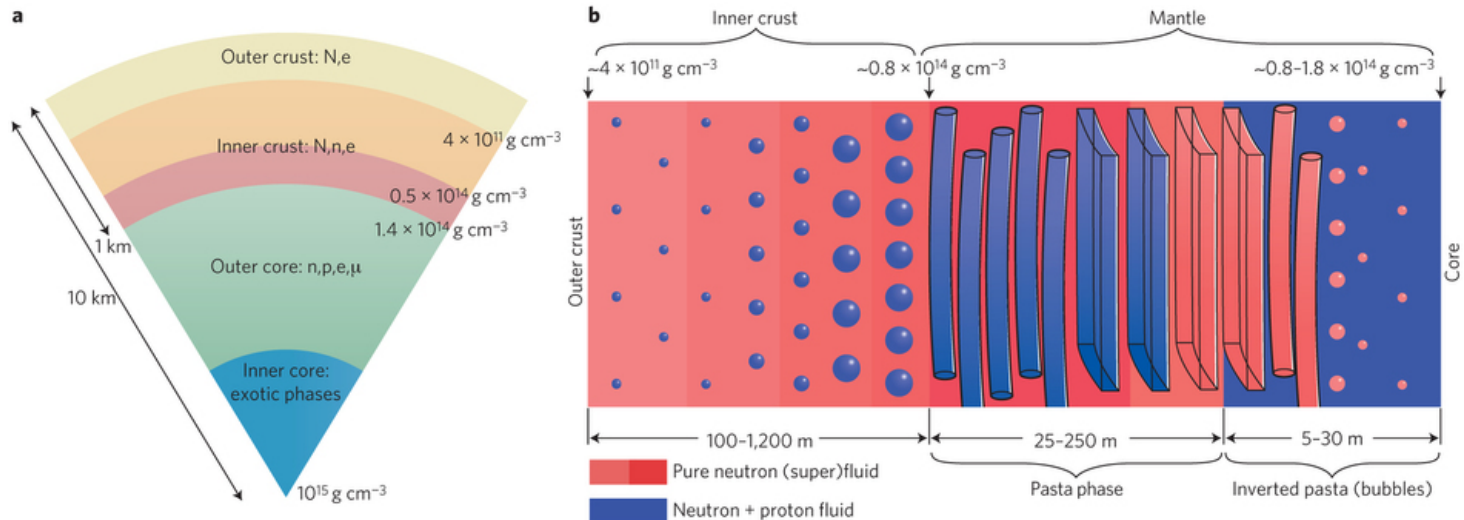 a
Outer crust: N,e
4 × 10¹¹ g cm⁻³
Inner crust: N,n,e
0.5 × 10¹⁴ g cm⁻³
1.4 × 10¹⁴ g cm⁻³
1 km
Outer core: n,p,e,μ
10 km
Inner core:
exotic phases
10¹⁵ g cm⁻³
b
Inner crust
Mantle
~4 × 10¹¹ g cm⁻³
~0.8 × 10¹⁴ g cm⁻³
~0.8–1.8 × 10¹⁴ g cm⁻³
Outer crust
Core
100–1,200 m
25–250 m
5–30 m
Pure neutron (super)fluid
Neutron + proton fluid
Pasta phase
Inverted pasta (bubbles)